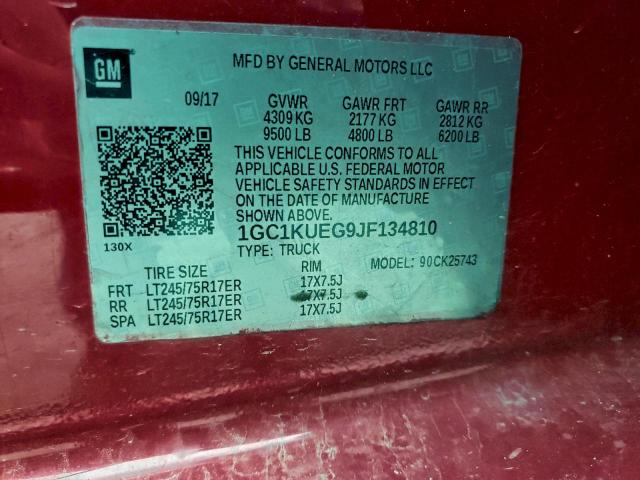 GM
MFD BY GENERAL MOTORS LLC
09/17 GVWR GAWR FRT GAWR RR
4309 KG 2177 KG 2812 KG
9500 LB 4800 LB 6200 LB
THIS VEHICLE CONFORMS TO ALL
APPLICABLE U.S. FEDERAL MOTOR
VEHICLE SAFETY STANDARDS IN EFFECT
ON THE DATE OF MANUFACTURE
SHOWN ABOVE.
1GC1KUEG9JF134810
130X
TYPE: TRUCK
MODEL: 90CK25743
TIRE SIZE RIM
FRT LT245/75R17ER 17X7.5J
RR LT245/75R17ER 17X7.5J
SPA LT245/75R17ER 17X7.5J